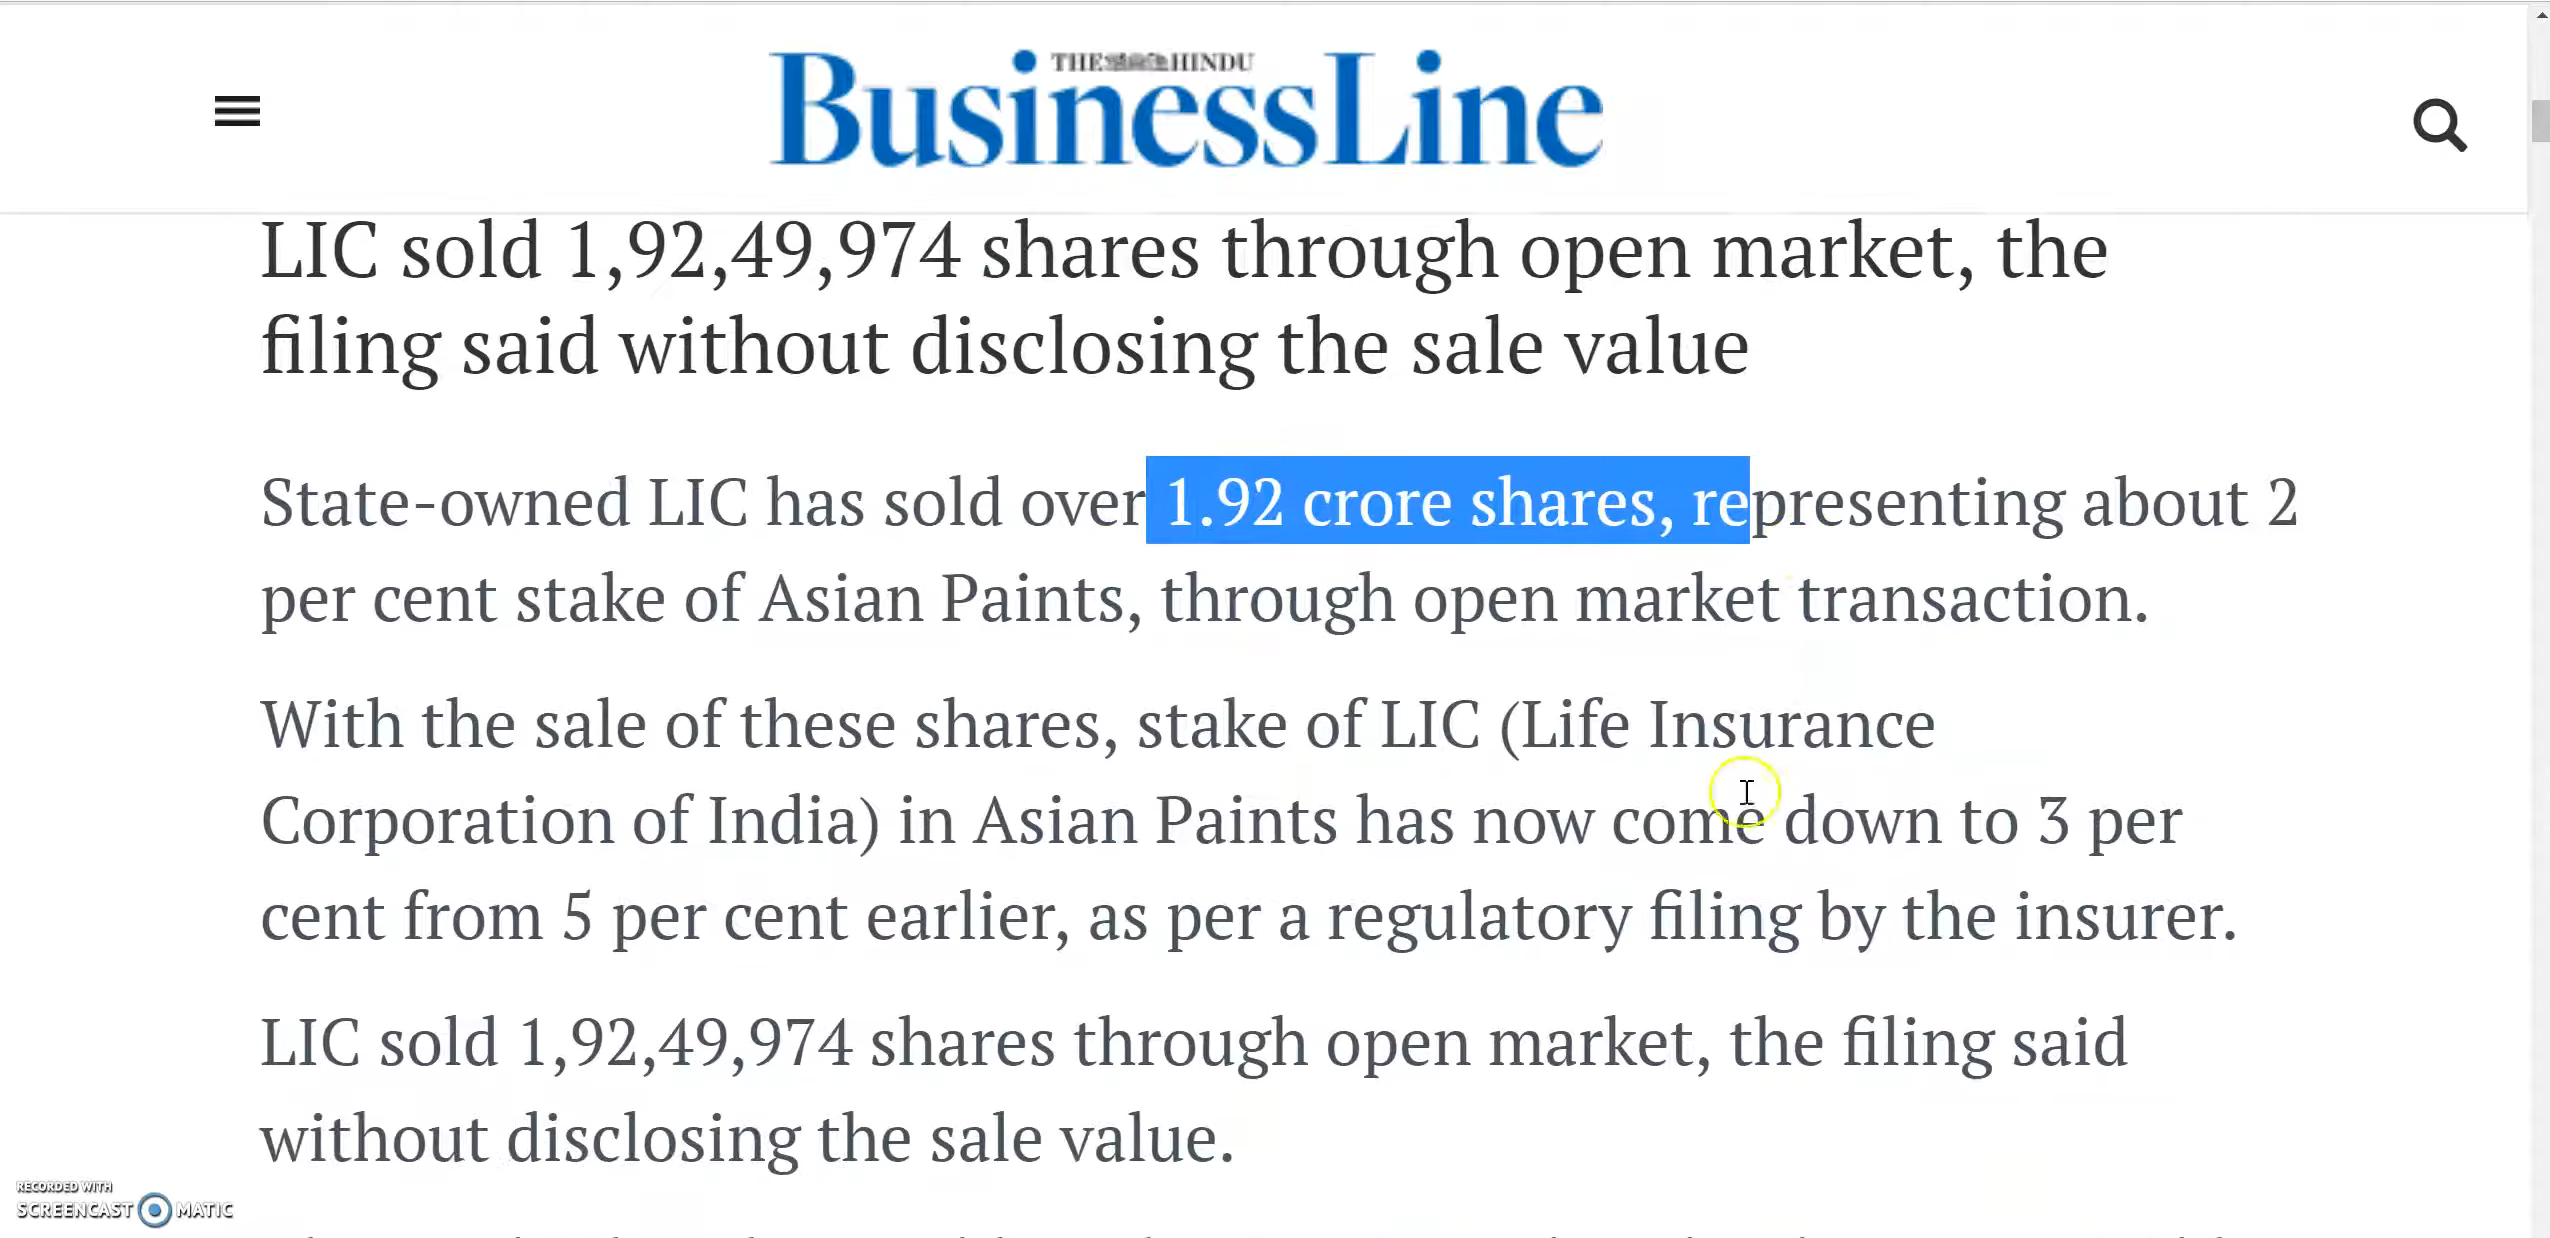 THE HINDU
BusinessLine
LIC sold 1,92,49,974 shares through open market, the
filing said without disclosing the sale value
State-owned LIC has sold over 1.92 crore shares, representing about 2
per cent stake of Asian Paints, through open market transaction.
With the sale of these shares, stake of LIC (Life Insurance
Corporation of India) in Asian Paints has now come down to 3 per
cent from 5 per cent earlier, as per a regulatory filing by the insurer.
LIC sold 1,92,49,974 shares through open market, the filing said
without disclosing the sale value.
RECORDED WITH
SCREENCAST MATIC